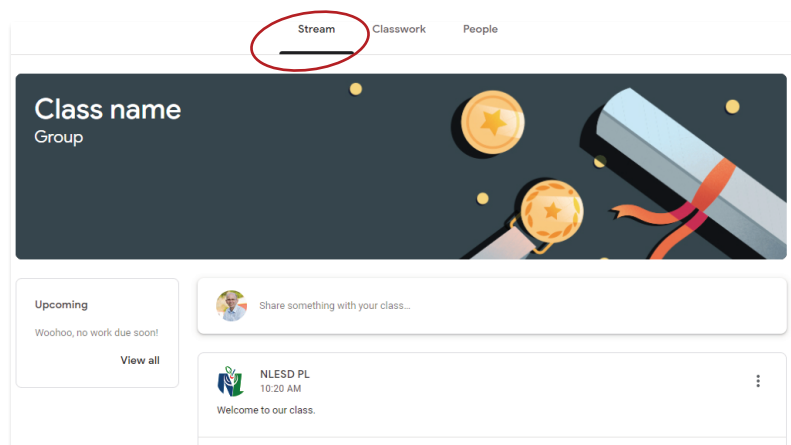 Stream
Classwork
People
Class name
Group
Upcoming
Woohoo, no work due soon!
View all
Share something with your class...
NLESD PL
10:20 AM
Welcome to our class.